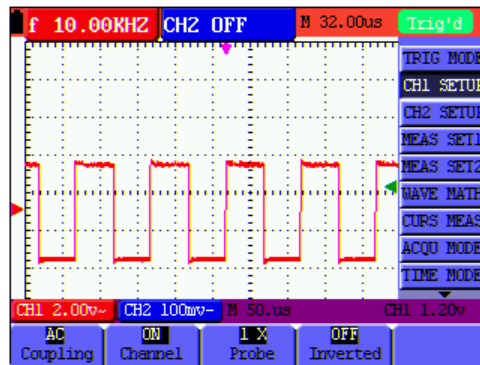 f 10.00KHZ CH2 OFF M 32.00us Trig'd
TRIG MODE
CH1 SETUP
CH2 SETUP
MEAS SET1
MEAS SET2
WAVE MATH
CURS MEAS
ACQU MODE
TIME MODE
CH1 2.00v~ CH2 100mv- M 50.us CH1 1.20v
AC ON 1 X OFF
Coupling Channel Probe Inverted